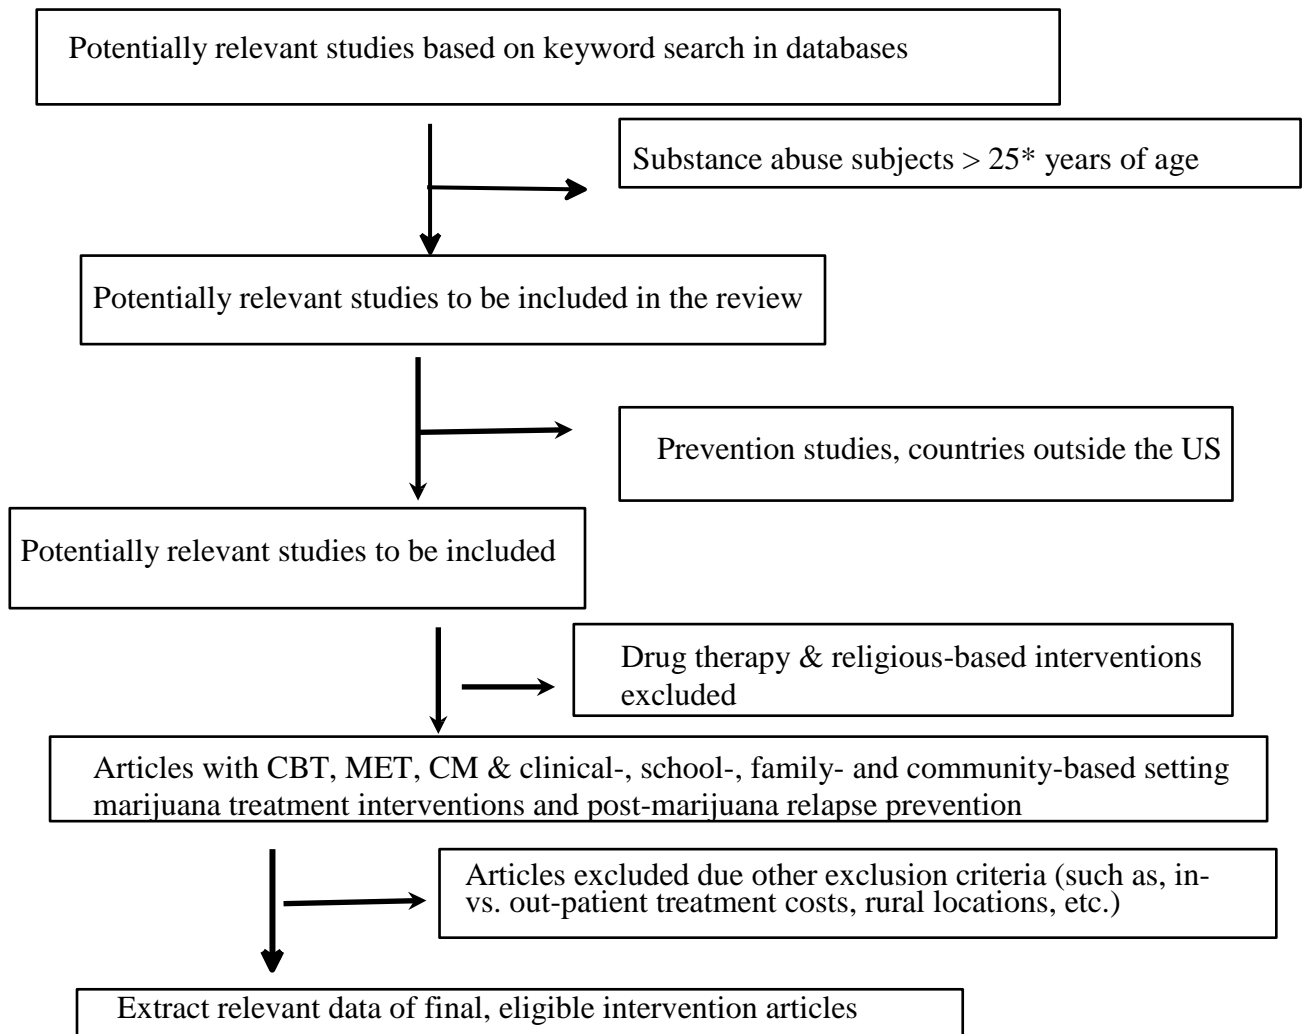 Potentially relevant studies based on keyword search in databases
Substance abuse subjects > 25* years of age
Potentially relevant studies to be included in the review
Prevention studies, countries outside the US
Potentially relevant studies to be included
Drug therapy & religious-based interventions
excluded
Articles with CBT, MET, CM & clinical-, school-, family- and community-based setting
marijuana treatment interventions and post-marijuana relapse prevention
Articles excluded due other exclusion criteria (such as, in-
vs. out-patient treatment costs, rural locations, etc.)
Extract relevant data of final, eligible intervention articles